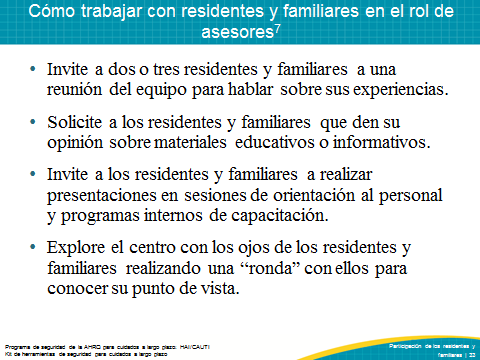 Cómo trabajar con residentes y familiares en el rol de
asesores⁷
• Invite a dos o tres residentes y familiares a una
reunión del equipo para hablar sobre sus experiencias.
• Solicite a los residentes y familiares que den su
opinión sobre materiales educativos o informativos.
• Invite a los residentes y familiares a realizar
presentaciones en sesiones de orientación al personal
y programas internos de capacitación.
• Explore el centro con los ojos de los residentes y
familiares realizando una “ronda” con ellos para
conocer su punto de vista.
Programa de seguridad de la AHRQ para cuidados a largo plazo: HAI/CAUTI
Kit de herramientas de seguridad para cuidados a largo plazo
Participación de los residentes y
familiares | 22